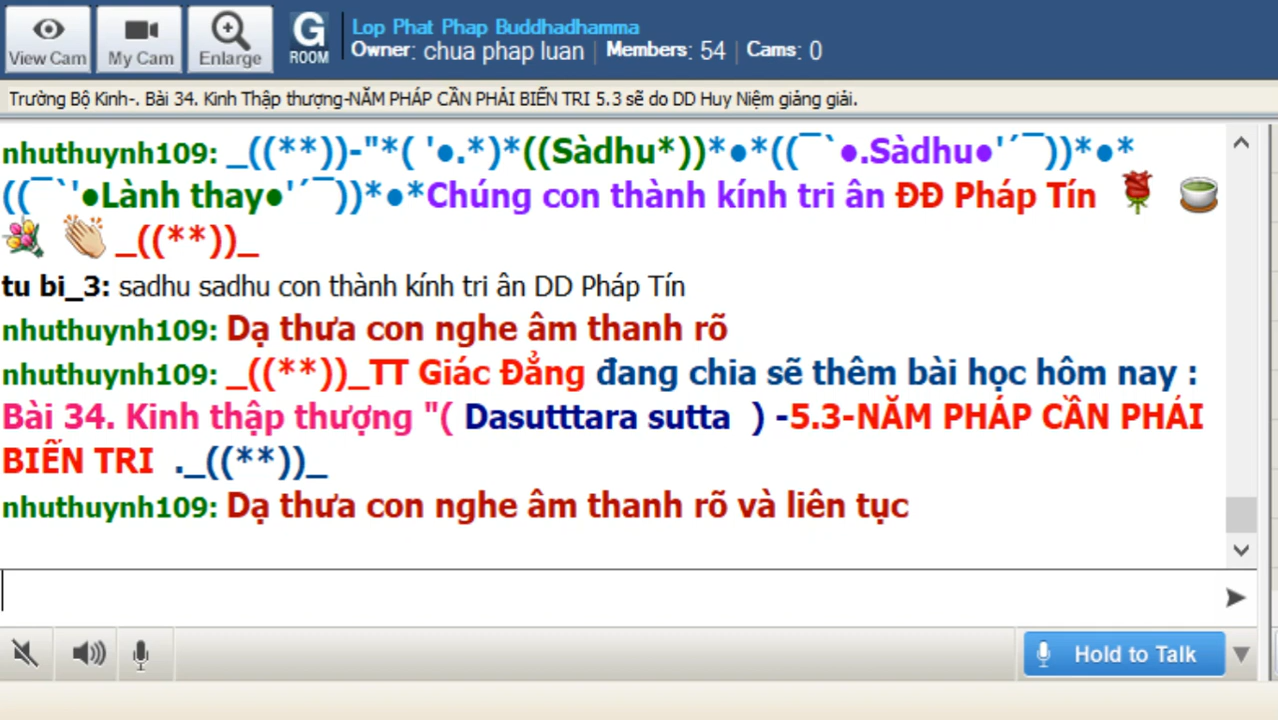 Lop Phat Phap Buddhadhamma
View Cam My Cam Enlarge G ROOM Owner: chua phap luan | Members: 54 | Cams: 0
Trường Bộ Kinh-. Bài 34. Kinh Thập thượng-NĂM PHÁP CẦN PHẢI BIẾN TRI 5.3 sẽ do DD Huy Niệm giảng giải.
nhuthuynh109: _((**))-"*( '●.*)*((Sàdhu*))*●*((¯`●.Sàdhu●'´¯))*●*
((¯`'●Lành thay●'´¯))*●*Chúng con thành kính tri ân ĐĐ Pháp Tín
_((**))_
tu bi_3: sadhu sadhu con thành kính tri ân DD Pháp Tín
nhuthuynh109: Dạ thưa con nghe âm thanh rõ
nhuthuynh109: _((**))_TT Giác Đẳng đang chia sẽ thêm bài học hôm nay :
Bài 34. Kinh thập thượng "( Dasutttara sutta ) -5.3-NĂM PHÁP CẦN PHẢI
BIẾN TRI ._((**))_
nhuthuynh109: Dạ thưa con nghe âm thanh rõ và liên tục
Hold to Talk